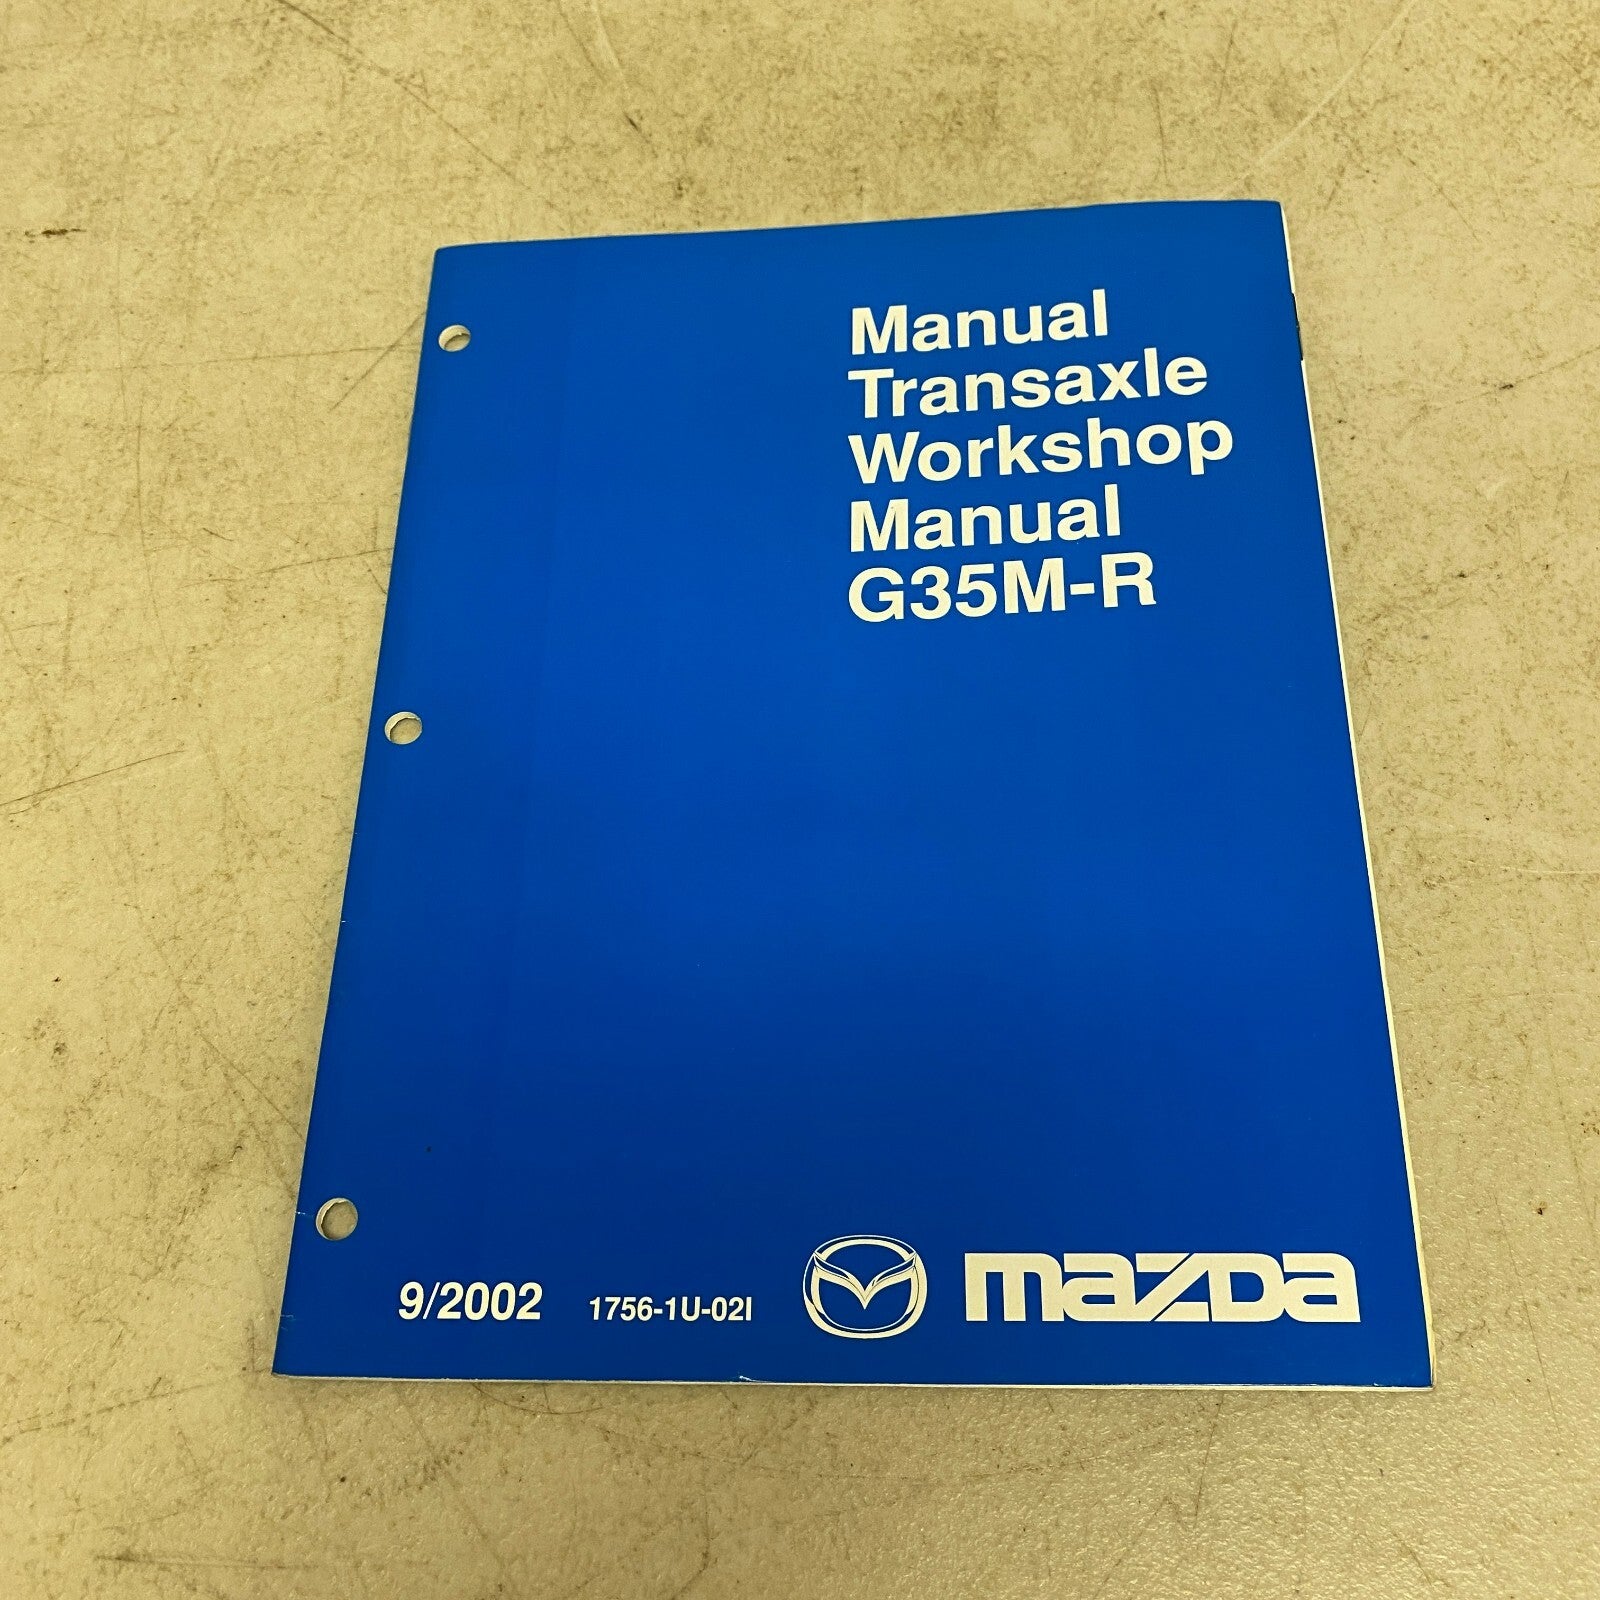 Manual
Transaxle
Workshop
Manual
G35M-R
9/2002 1756-1U-02I mazda